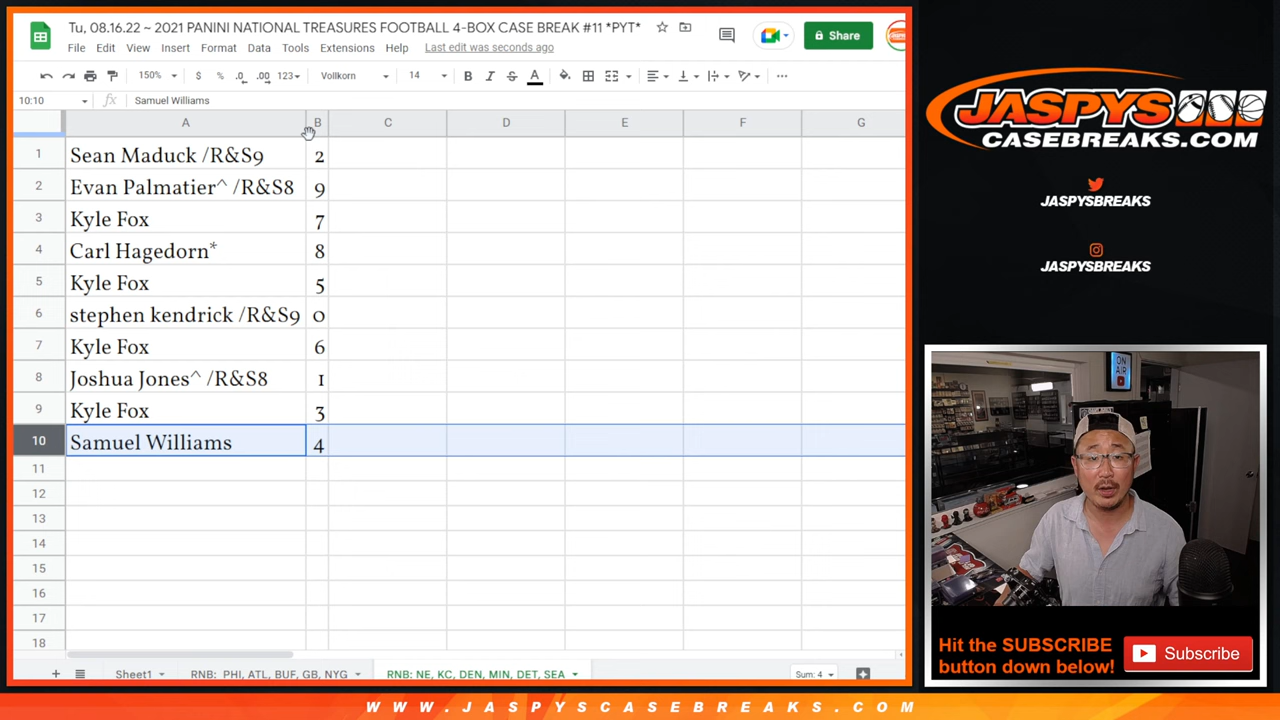 Tu, 08.16.22 ~ 2021 PANINI NATIONAL TREASURES FOOTBALL 4-BOX CASE BREAK #11 *PYT*
File Edit View Insert Format Data Tools Extensions Help Last edit was seconds ago
Share
150% $ % .0 .00 123 Vollkorn 14 B I S A
10:10 fx Samuel Williams
A B C D E F G
1 Sean Maduck /R&S9 2
2 Evan Palmatier^ /R&S8 9
3 Kyle Fox 7
4 Carl Hagedorn* 8
5 Kyle Fox 5
6 stephen kendrick /R&S9 0
7 Kyle Fox 6
8 Joshua Jones^ /R&S8 1
9 Kyle Fox 3
10 Samuel Williams 4
11
12
13
14
15
16
17
18
Sheet1 RNB: PHI, ATL, BUF, GB, NYG RNB: NE, KC, DEN, MIN, DET, SEA Sum: 4
JASPYS
CASEBREAKS.COM
JASPYSBREAKS
JASPYSBREAKS
ON
AIR
Hit the SUBSCRIBE
button down below!
Subscribe
WWW.JASPYSCASEBREAKS.COM